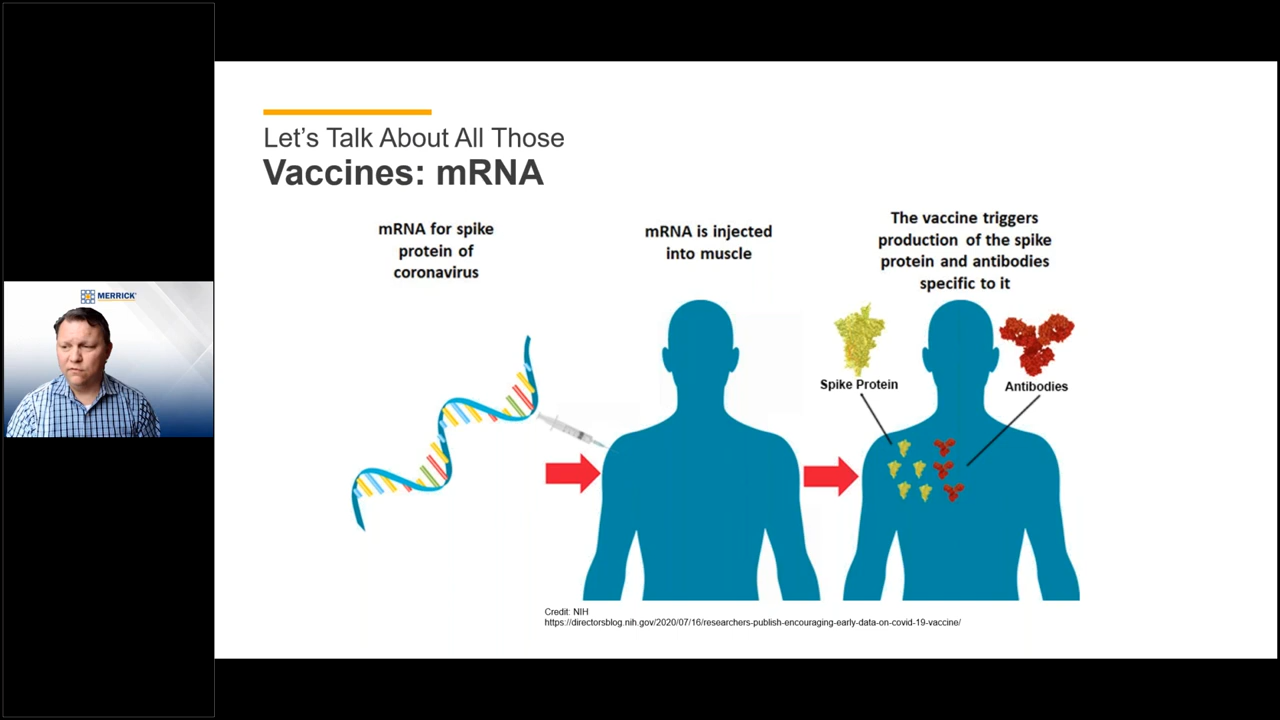 MERRICK
Let's Talk About All Those
Vaccines: mRNA
mRNA for spike
protein of
coronavirus
mRNA is injected
into muscle
The vaccine triggers
production of the spike
protein and antibodies
specific to it
Spike Protein
Antibodies
Credit: NIH
https://directorsblog.nih.gov/2020/07/16/researchers-publish-encouraging-early-data-on-covid-19-vaccine/